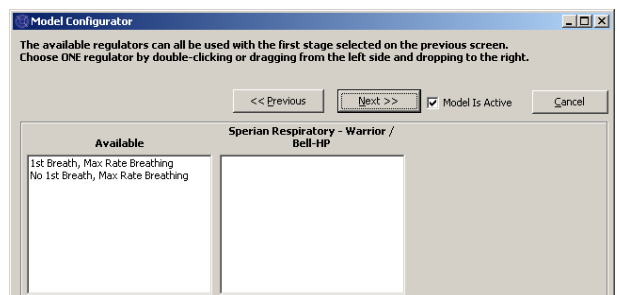 Model Configurator
The available regulators can all be used with the first stage selected on the previous screen.
Choose ONE regulator by double-clicking or dragging from the left side and dropping to the right.
<< Previous Next >> Model Is Active Cancel
Available
Sperian Respiratory - Warrior /
Bell-HP
1st Breath, Max Rate Breathing
No 1st Breath, Max Rate Breathing